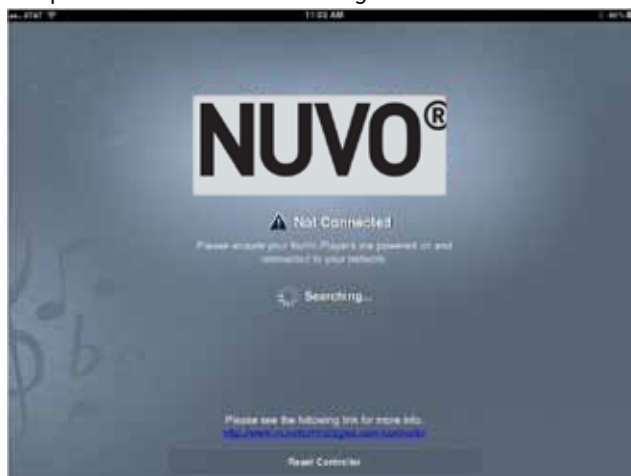 AT&T 11:03 AM
NUVO®
Not Connected
Please ensure your NuVo Players are powered on and
connected to your network.
Searching...
Please see the following link for more info.
Reset Controller